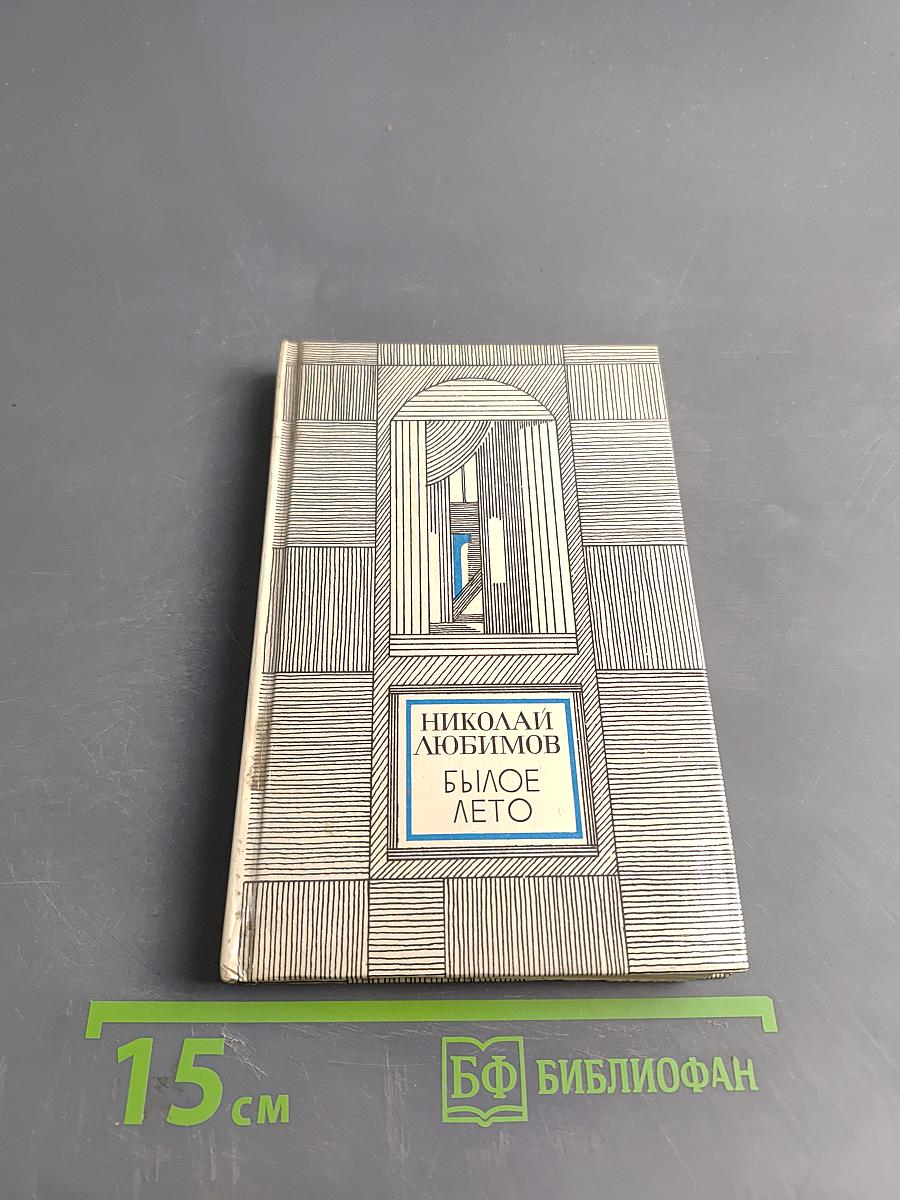 НИКОЛАЙ
ЛЮБИМОВ
БЫЛОЕ
ЛЕТО
15 см
БФ БИБЛИОФАН